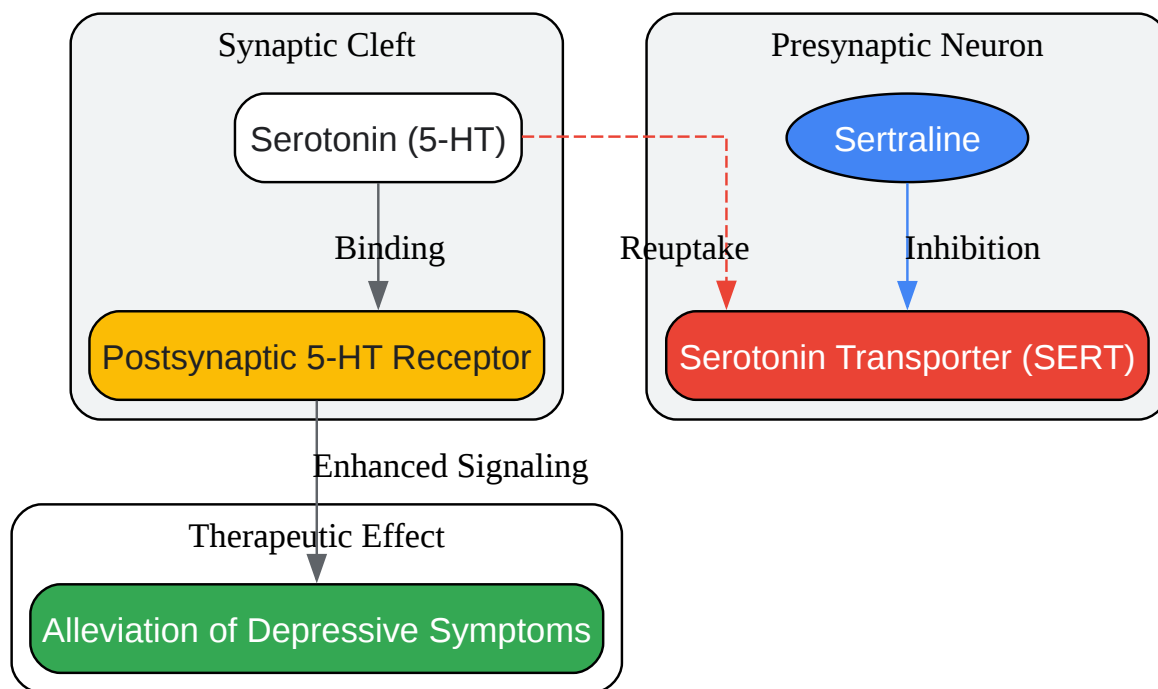 Synaptic Cleft
Presynaptic Neuron
Serotonin (5-HT)
Sertraline
Binding
Reuptake
Inhibition
Postsynaptic 5-HT Receptor
Serotonin Transporter (SERT)
Enhanced Signaling
Therapeutic Effect
Alleviation of Depressive Symptoms